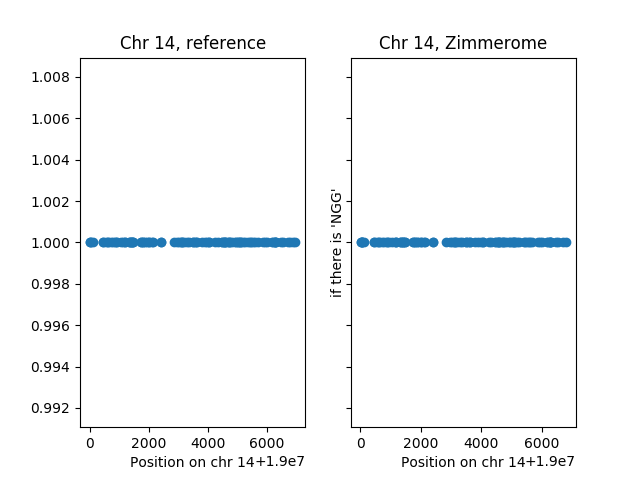 Chr 14, reference
Chr 14, Zimmerome
1.008
1.006
1.004
1.002
1.000
0.998
0.996
0.994
0.992
if there is 'NGG'
0 2000 4000 6000
0 2000 4000 6000
Position on chr 14+1.9e7
Position on chr 14+1.9e7